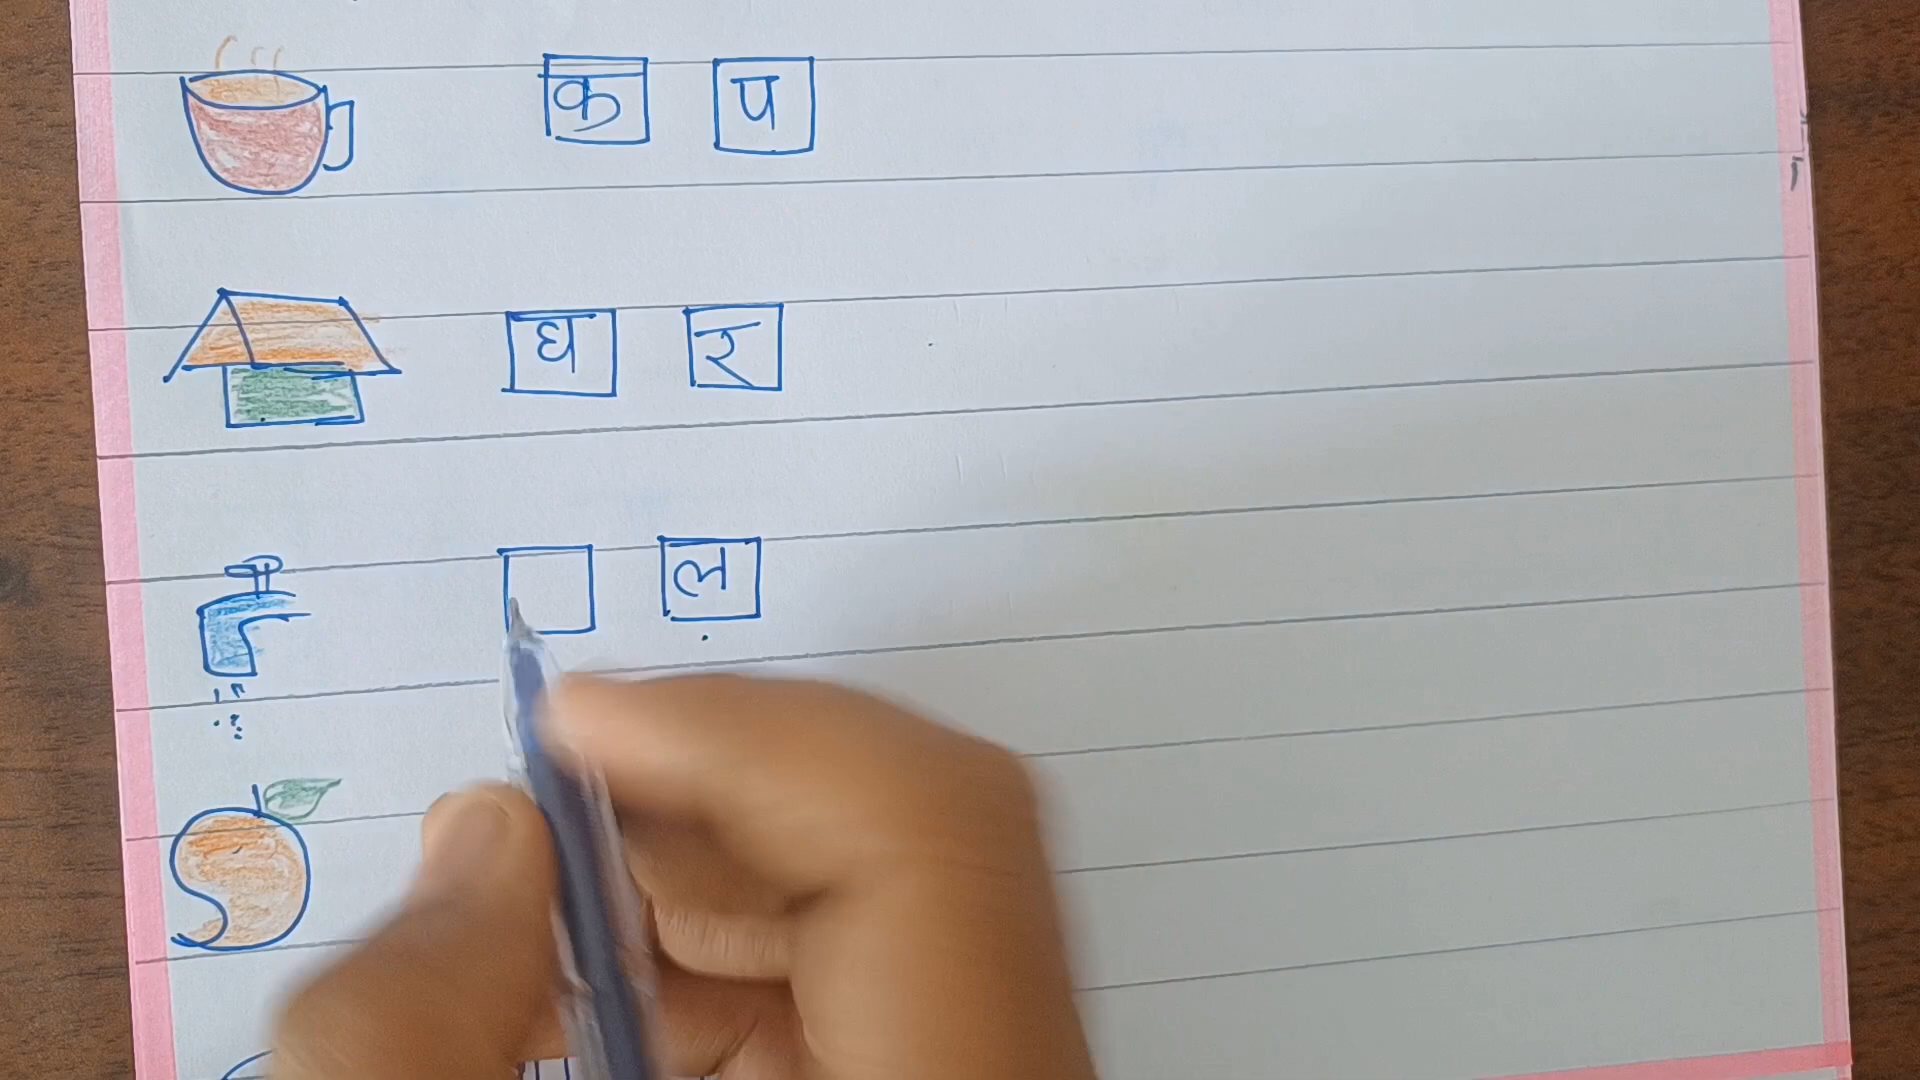 क प
घ र
ल